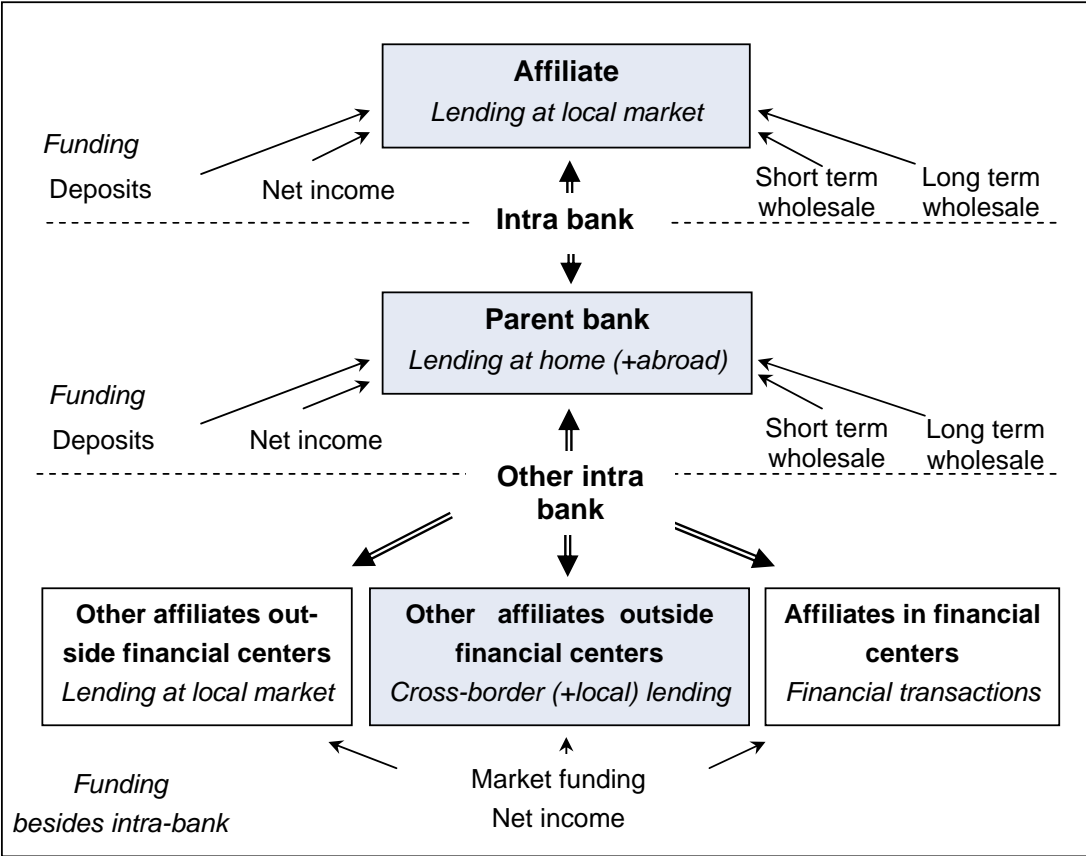 Affiliate
Lending at local market
Funding
Deposits
Net income
Short term
wholesale
Long term
wholesale
Intra bank
Parent bank
Lending at home (+abroad)
Funding
Deposits
Net income
Short term
wholesale
Long term
wholesale
Other intra
bank
Other affiliates out-
side financial centers
Lending at local market
Other affiliates outside
financial centers
Cross-border (+local) lending
Affiliates in financial
centers
Financial transactions
Funding
besides intra-bank
Market funding
Net income